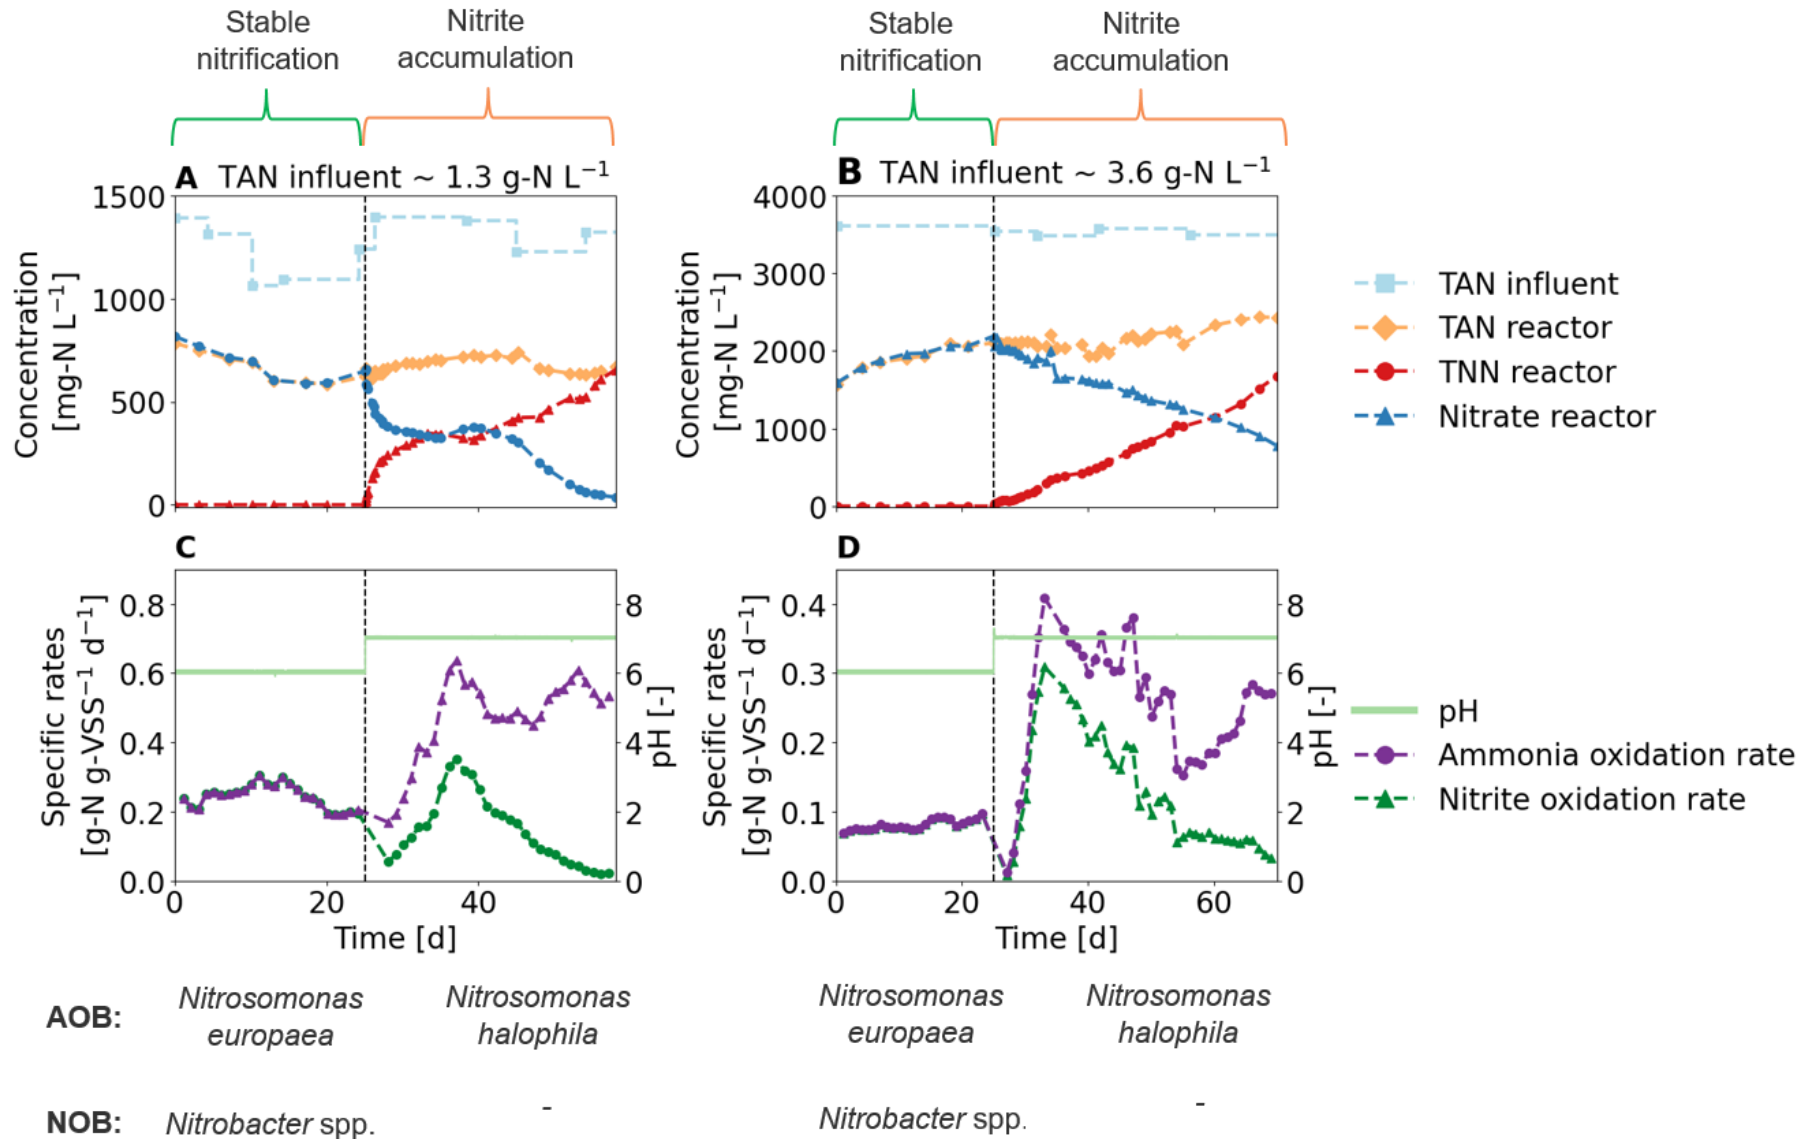 Stable
nitrification
Nitrite
accumulation
Stable
nitrification
Nitrite
accumulation
A TAN influent ~ 1.3 g-N L⁻¹
B TAN influent ~ 3.6 g-N L⁻¹
Concentration
[mg-N L⁻¹]
1500
1000
500
0
Concentration
[mg-N L⁻¹]
4000
3000
2000
1000
0
TAN influent
TAN reactor
TNN reactor
Nitrate reactor
C
D
Specific rates
[g-N g-VSS⁻¹ d⁻¹]
0.8
0.6
0.4
0.2
0.0
8
6
4
2
0
pH [-]
0 20 40
Time [d]
Specific rates
[g-N g-VSS⁻¹ d⁻¹]
0.4
0.3
0.2
0.1
0.0
8
6
4
2
0
pH [-]
0 20 40 60
Time [d]
pH
Ammonia oxidation rate
Nitrite oxidation rate
AOB:
Nitrosomonas
europaea
Nitrosomonas
halophila
Nitrosomonas
europaea
Nitrosomonas
halophila
NOB:
Nitrobacter spp.
-
Nitrobacter spp.
-